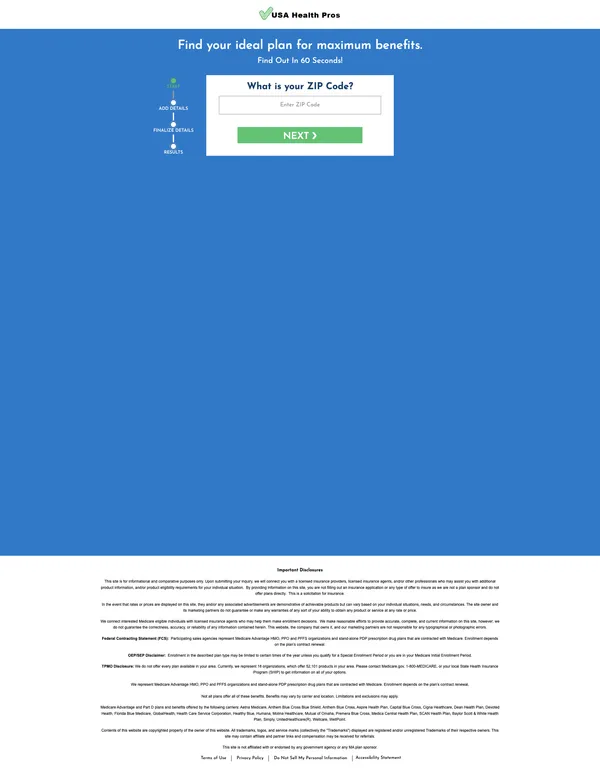 USA Health Pros
Find your ideal plan for maximum benefits.
Find Out In 60 Seconds!
START
ADD DETAILS
FINALIZE DETAILS
RESULTS
What is your ZIP Code?
Enter ZIP Code
NEXT ❯
Important Disclosures
This site is for informational and comparative purposes only. Upon submitting your inquiry, we will connect you with a licensed insurance providers, licensed insurance agents, and/or other professionals who may assist you with additional
product information, and/or product eligibility requirements for your individual situation. By providing information on this site, you are not filling out an insurance application or any type of offer to insure as we are not a plan sponsor and do not
offer plans directly. This is a solicitation for insurance.
In the event that rates or prices are displayed on this site, they and/or any associated advertisements are demonstrative of achievable products but can vary based on your individual situations, needs, and circumstances. The site owner and
its marketing partners do not guarantee or make any warranties of any sort of your ability to obtain any product or service at any rate or price.
We connect interested Medicare eligible individuals with licensed insurance agents who may help them make enrollment decisions. We make reasonable efforts to provide accurate, complete, and current information on this site, however; we
do not guarantee the correctness, accuracy, or reliability of any information contained herein. This website, the company that owns it, and our marketing partners are not responsible for any typographical or photographic errors.
Federal Contracting Statement (FCS): Participating sales agencies represent Medicare Advantage HMO, PPO and PFFS organizations and stand-alone PDP prescription drug plans that are contracted with Medicare. Enrollment depends
on the plan's contract renewal.
OEP/SEP Disclaimer: Enrollment in the described plan type may be limited to certain times of the year unless you qualify for a Special Enrollment Period or you are in your Medicare Initial Enrollment Period.
TPMO Disclosure: We do not offer every plan available in your area. Currently, we represent 18 organizations, which offer 52,101 products in your area. Please contact Medicare.gov, 1-800-MEDICARE, or your local State Health Insurance
Program (SHIP) to get information on all of your options.
We represent Medicare Advantage HMO, PPO and PFFS organizations and stand-alone PDP prescription drug plans that are contracted with Medicare. Enrollment depends on the plan's contract renewal.
Not all plans offer all of these benefits. Benefits may vary by carrier and location. Limitations and exclusions may apply.
Medicare Advantage and Part D plans and benefits offered by the following carriers: Aetna Medicare, Anthem Blue Cross Blue Shield, Anthem Blue Cross, Aspire Health Plan, Capital Blue Cross, Cigna Healthcare, Dean Health Plan, Devoted
Health, Florida Blue Medicare, GlobalHealth, Health Care Service Corporation, Healthy Blue, Humana, Molina Healthcare, Mutual of Omaha, Premera Blue Cross, Medica Central Health Plan, SCAN Health Plan, Baylor Scott & White Health
Plan, Simply, UnitedHealthcare(R), Wellcare, WellPoint.
Contents of this website are copyrighted property of the owner of this website. All trademarks, logos, and service marks (collectively the "Trademarks") displayed are registered and/or unregistered Trademarks of their respective owners. This
site may contain affiliate and partner links and compensation may be received for referrals.
This site is not affiliated with or endorsed by any government agency or any MA plan sponsor.
Terms of Use | Privacy Policy | Do Not Sell My Personal Information | Accessibility Statement